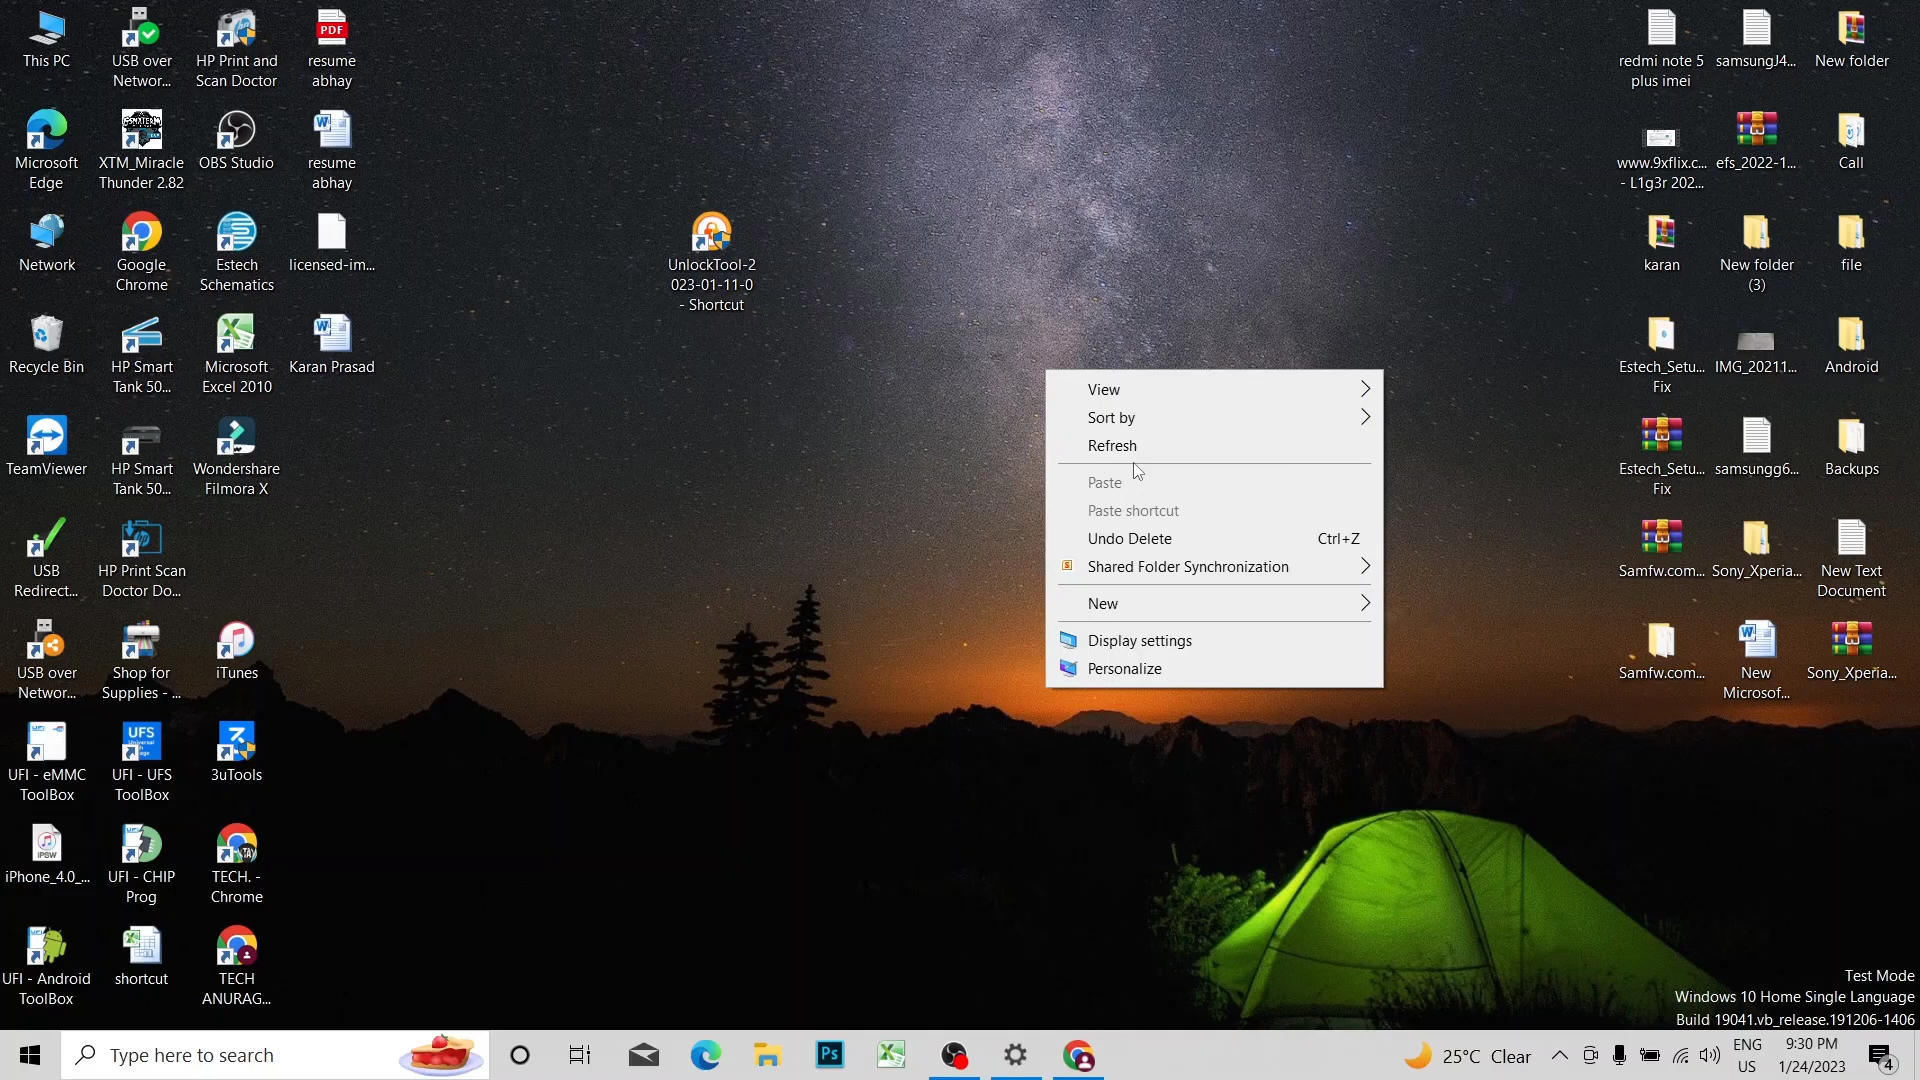 This PC
USB over
Networ...
HP Print and
Scan Doctor
PDF
resume
abhay
Microsoft
Edge
XTM_Miracle
Thunder 2.82
OBS Studio
resume
abhay
Network
Google
Chrome
Estech
Schematics
licensed-im...
Recycle Bin
HP Smart
Tank 50...
Microsoft
Excel 2010
Karan Prasad
TeamViewer
HP Smart
Tank 50...
Wondershare
Filmora X
USB
Redirect...
HP Print Scan
Doctor Do...
USB over
Networ...
Shop for
Supplies - ...
iTunes
UFI - eMMC
ToolBox
UFS
UFI - UFS
ToolBox
3uTools
IPSW
iPhone_4.0_...
UFI - CHIP
Prog
TECH. -
Chrome
UFI - Android
ToolBox
shortcut
TECH
ANURAG...
UnlockTool-2
023-01-11-0
- Shortcut
View
Sort by
Refresh
Paste
Paste shortcut
Undo Delete Ctrl+Z
Shared Folder Synchronization
New
Display settings
Personalize
redmi note 5
plus imei
samsungJ4...
New folder
www.9xflix.c...
- L1g3r 202...
efs_2022-1...
Call
karan
New folder
(3)
file
Estech_Setu...
Fix
IMG_20211...
Android
Estech_Setu...
Fix
samsungg6...
Backups
Samfw.com...
Sony_Xperia...
New Text
Document
Samfw.com...
New
Microsof...
Sony_Xperia...
Test Mode
Windows 10 Home Single Language
Build 19041.vb_release.191206-1406
Type here to search
Ps
25°C Clear
ENG
US
9:30 PM
1/24/2023
4